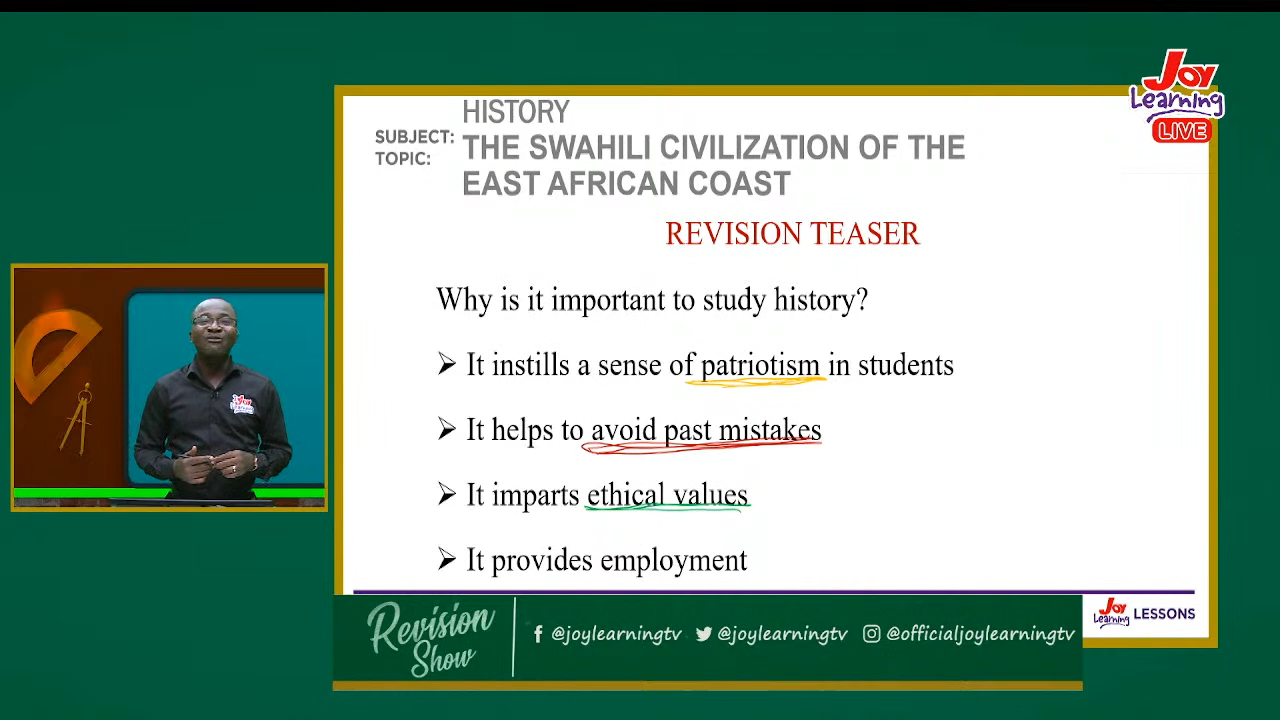 Joy
Learning
LIVE
HISTORY
SUBJECT:
TOPIC:
THE SWAHILI CIVILIZATION OF THE
EAST AFRICAN COAST
REVISION TEASER
Why is it important to study history?
➢ It instills a sense of patriotism in students
➢ It helps to avoid past mistakes
➢ It imparts ethical values
➢ It provides employment
Joy
Learning
LESSONS
Revision
Show
@joylearningtv @joylearningtv @officialjoylearningtv